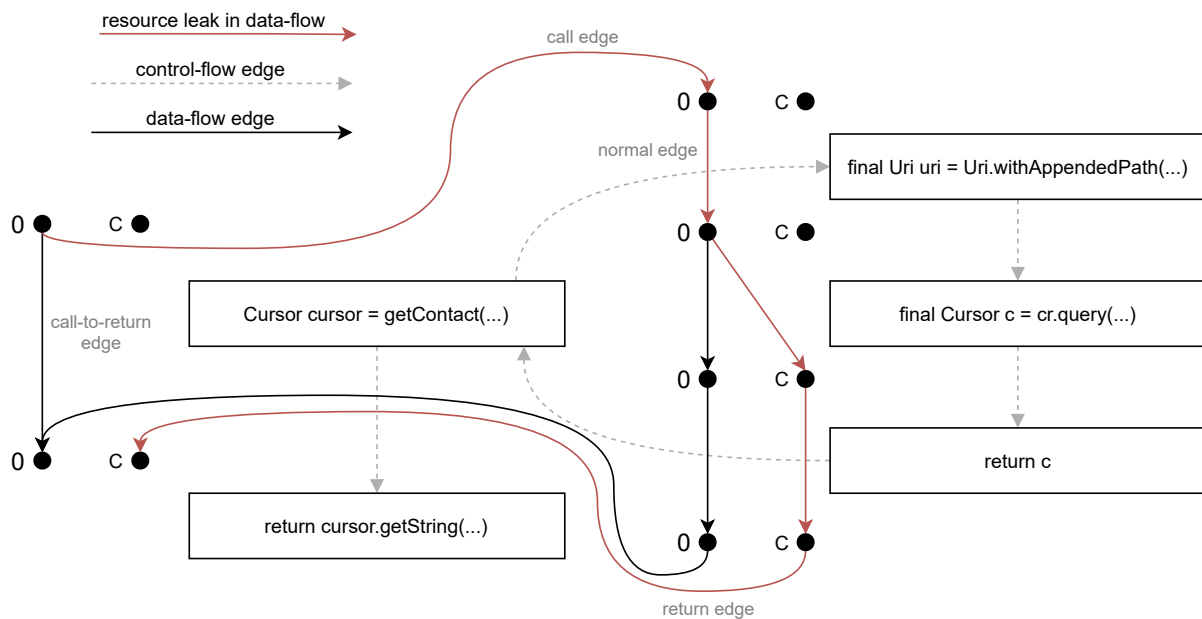 resource leak in data-flow
control-flow edge
data-flow edge
call edge
0
C
normal edge
final Uri uri = Uri.withAppendedPath(...)
0
C
0
C
Cursor cursor = getContact(...)
final Cursor c = cr.query(...)
call-to-return
edge
0
C
0
C
return c
return cursor.getString(...)
0
C
return edge